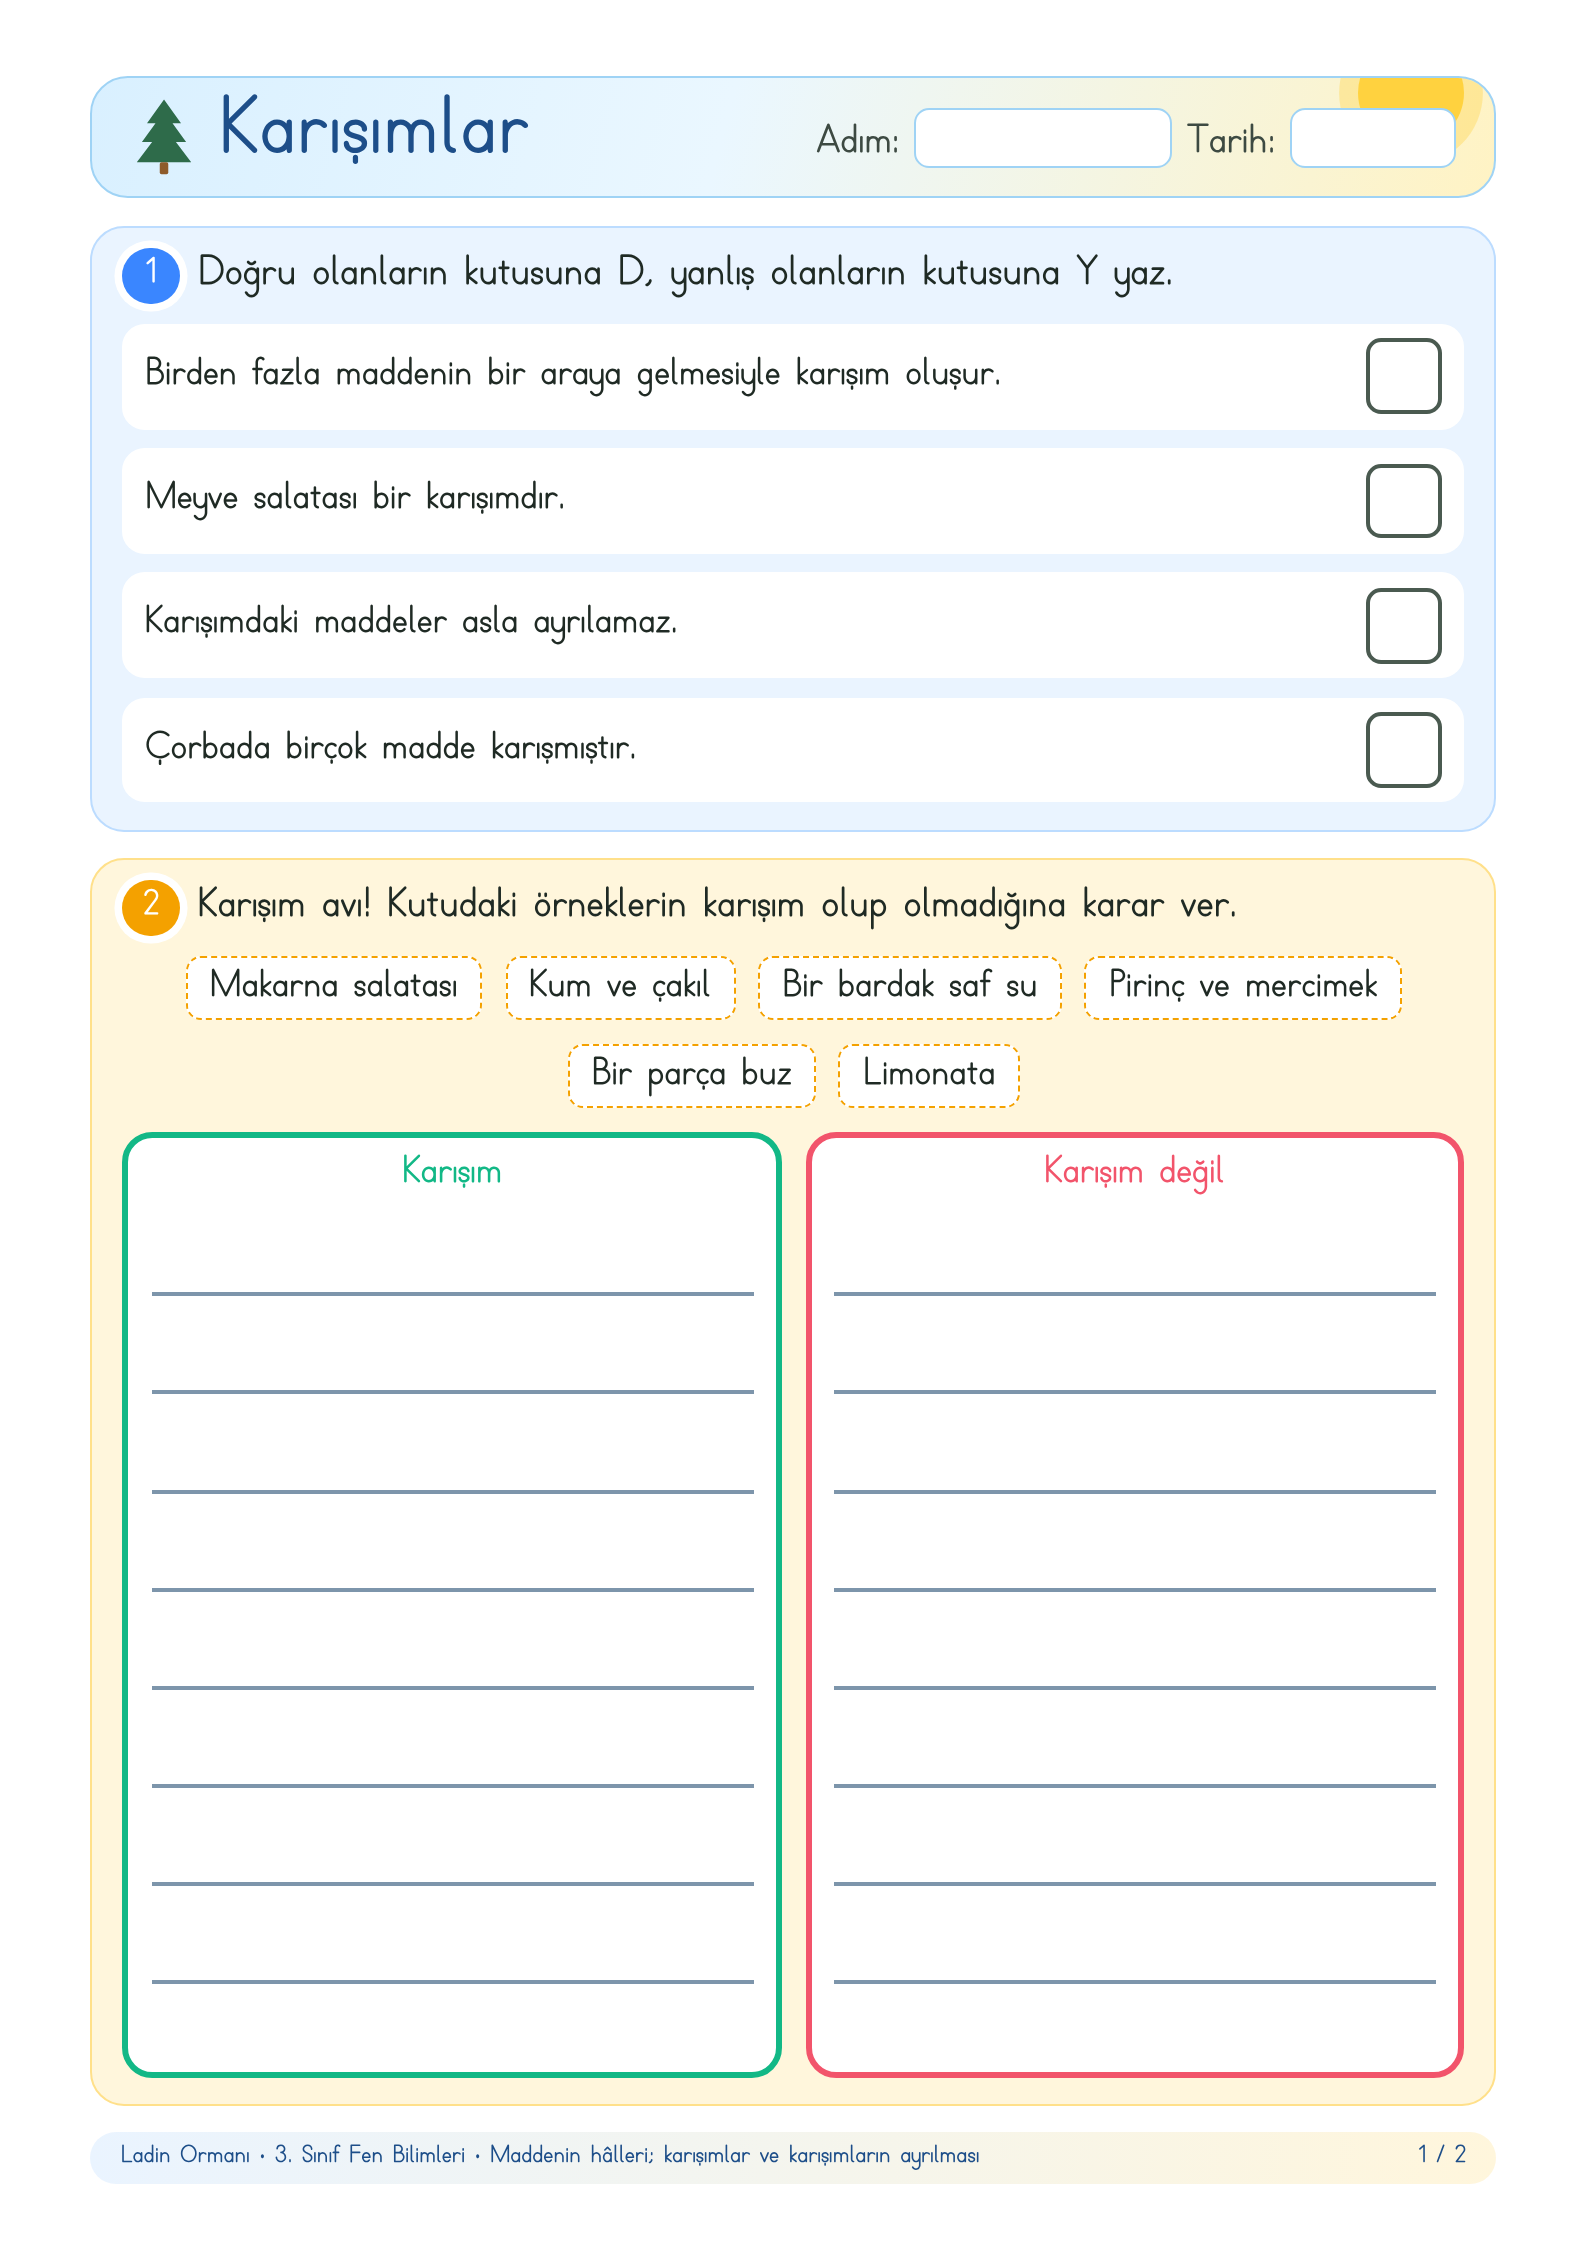 Karışımlar
Adım:
Tarih:
1
Doğru olanların kutusuna D, yanlış olanların kutusuna Y yaz.
Birden fazla maddenin bir araya gelmesiyle karışım oluşur.
Meyve salatası bir karışımdır.
Karışımdaki maddeler asla ayrılamaz.
Çorbada birçok madde karışmıştır.
2
Karışım avı! Kutudaki örneklerin karışım olup olmadığına karar ver.
Makarna salatası
Kum ve çakıl
Bir bardak saf su
Pirinç ve mercimek
Bir parça buz
Limonata
Karışım
Karışım değil
Ladin Ormanı • 3. Sınıf Fen Bilimleri • Maddenin hâlleri; karışımlar ve karışımların ayrılması
1 / 2